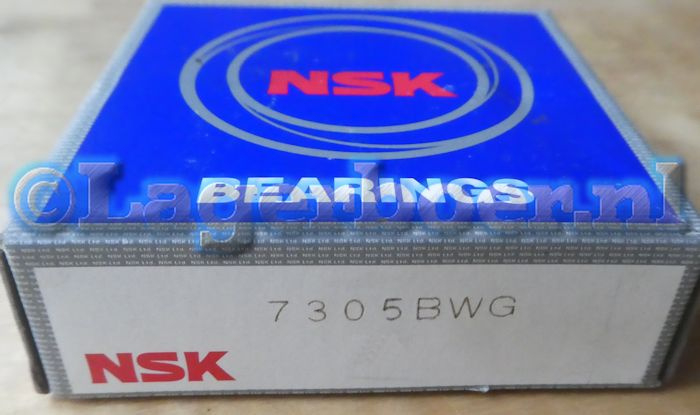 NSK
BEARINGS
©Lagerboer.nl
7305BWG
NSK